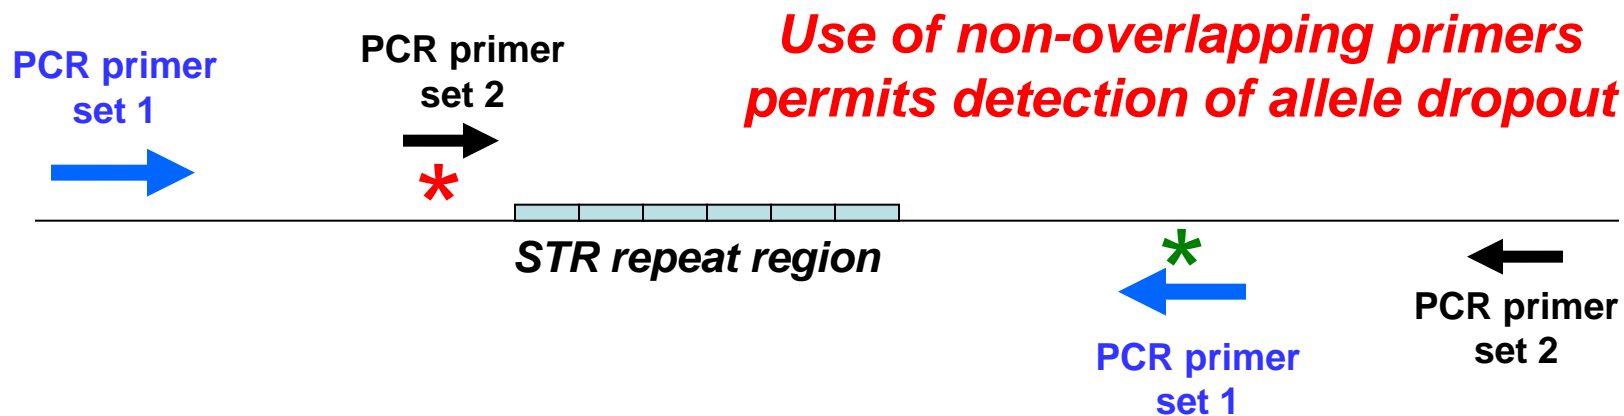 PCR primer
set 1
PCR primer
set 2
Use of non-overlapping primers
permits detection of allele dropout
*
STR repeat region
*
PCR primer
set 1
PCR primer
set 2